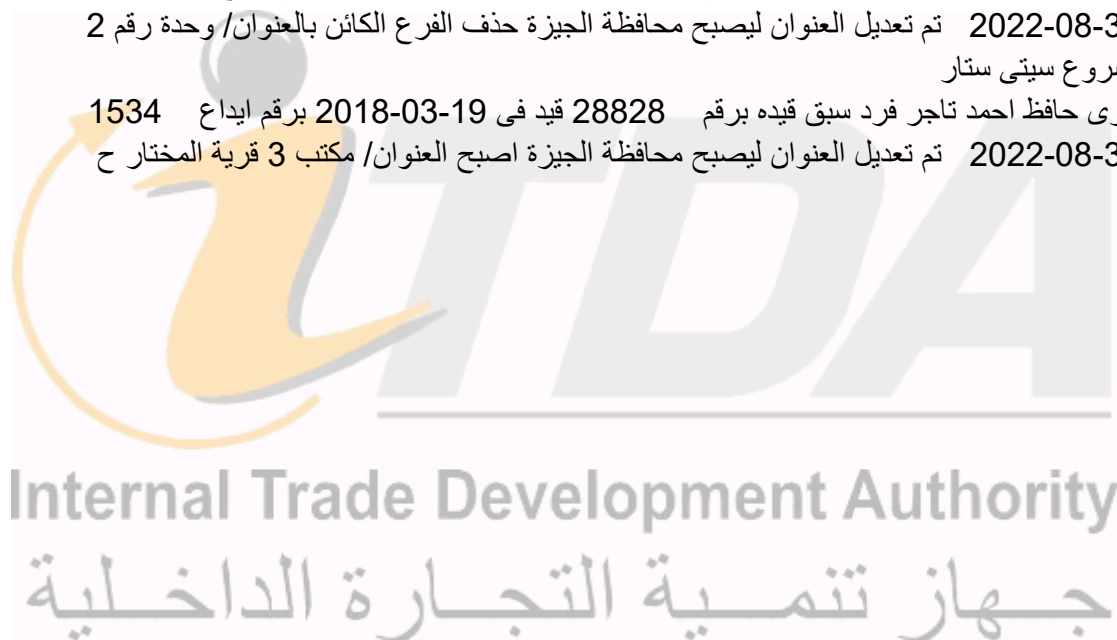 2022-08-3 تم تعديل العنوان ليصبح محافظة الجيزة حذف الفرع الكائن بالعنوان/ وحدة رقم 2
سيتى ستار
حافظ احمد تاجر فرد سبق قيده برقم 28828 قيد فى 19-03-2018 برقم ايداع 1534
2022-08-3 تم تعديل العنوان ليصبح محافظة الجيزة اصبح العنوان/ مكتب 3 قرية المختار ح
iTDA
Internal Trade Development Authority
جهاز تنمية التجارة الداخلية